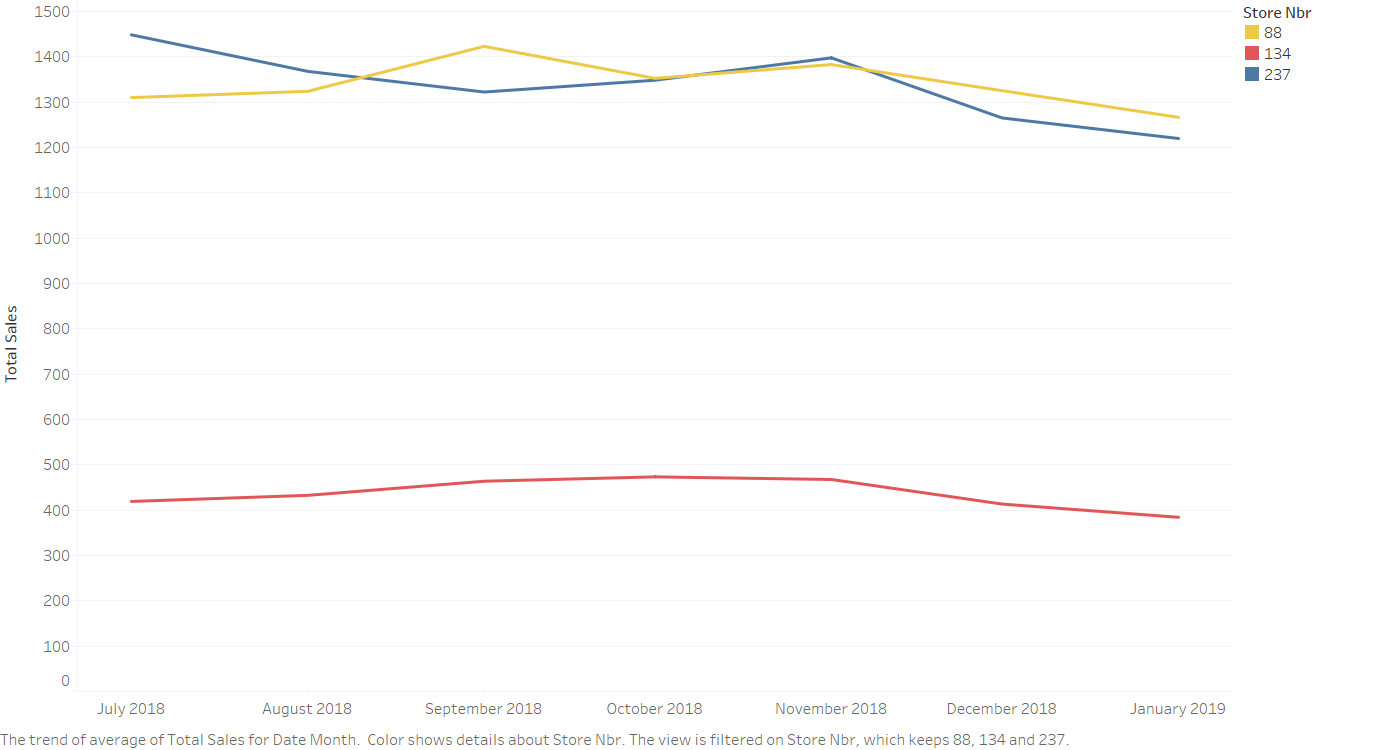 1500
1400
1300
1200
1100
1000
900
800
700
600
500
400
300
200
100
0
Total Sales
July 2018
August 2018
September 2018
October 2018
November 2018
December 2018
January 2019
Store Nbr
88
134
237
The trend of average of Total Sales for Date Month.  Color shows details about Store Nbr. The view is filtered on Store Nbr, which keeps 88, 134 and 237.